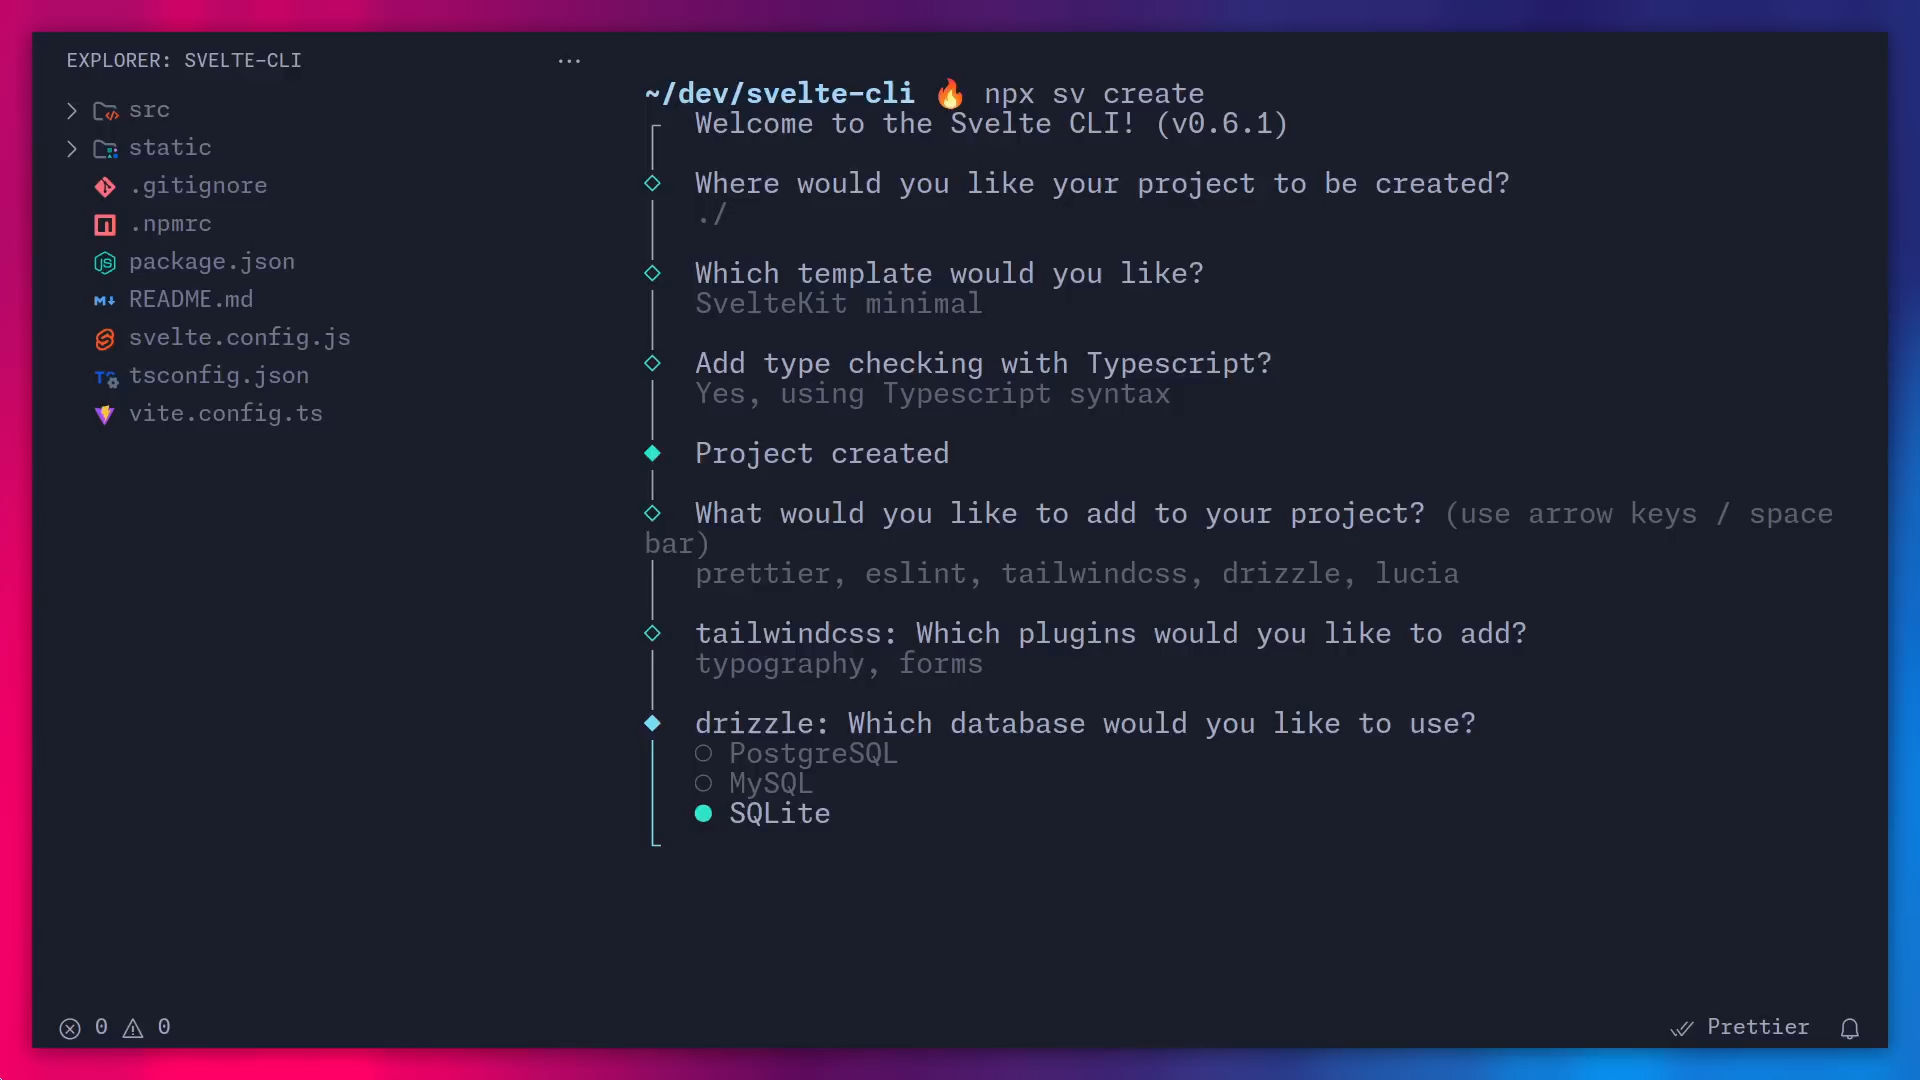 EXPLORER: SVELTE-CLI
src
static
.gitignore
.npmrc
package.json
README.md
svelte.config.js
tsconfig.json
vite.config.ts
~/dev/svelte-cli 🔥 npx sv create
Welcome to the Svelte CLI! (v0.6.1)
Where would you like your project to be created?
./
Which template would you like?
SvelteKit minimal
Add type checking with Typescript?
Yes, using Typescript syntax
Project created
What would you like to add to your project? (use arrow keys / space
bar)
prettier, eslint, tailwindcss, drizzle, lucia
tailwindcss: Which plugins would you like to add?
typography, forms
drizzle: Which database would you like to use?
PostgreSQL
MySQL
SQLite
0 0
Prettier